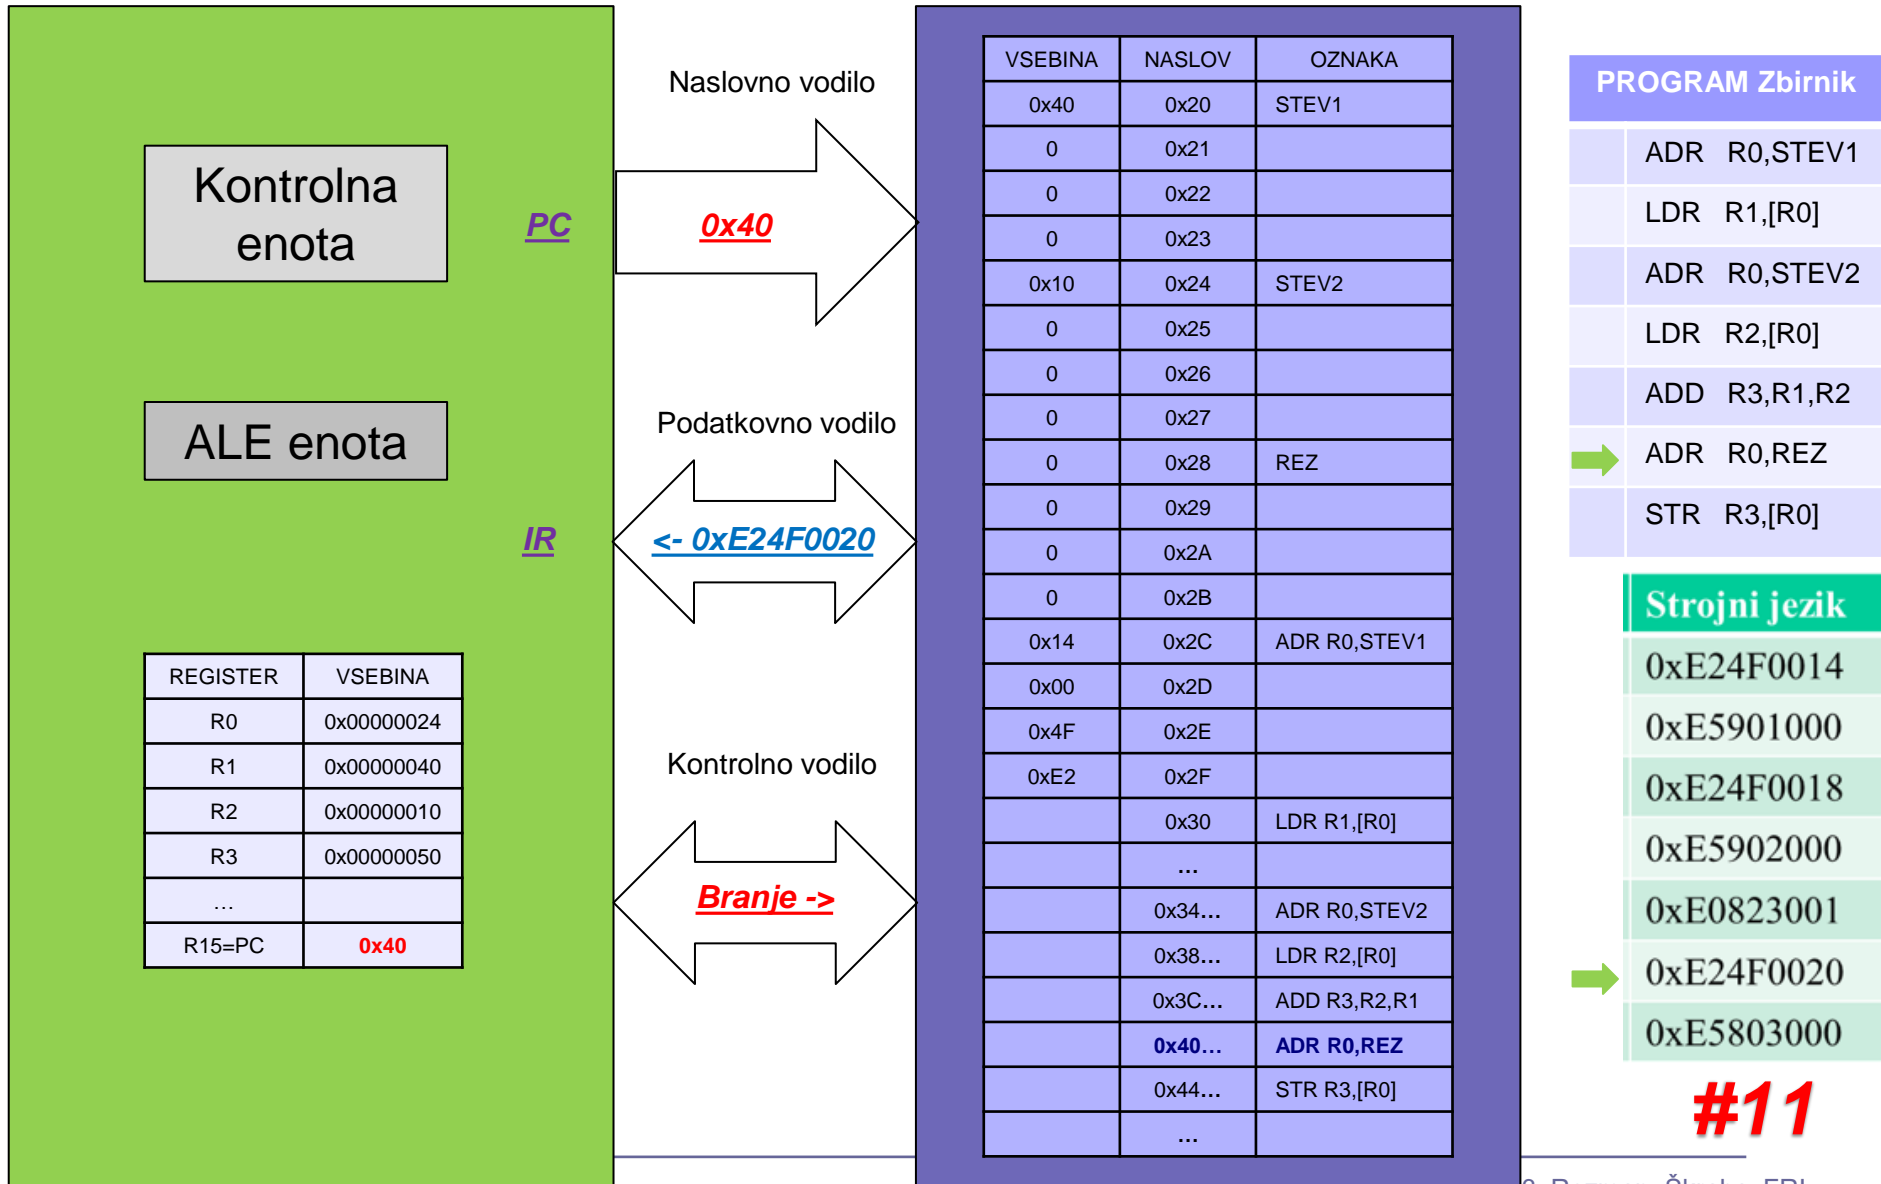 Kontrolna
enota
PC
ALE enota
IR
REGISTER VSEBINA
R0 0x00000024
R1 0x00000040
R2 0x00000010
R3 0x00000050
...
R15=PC 0x40
Naslovno vodilo
0x40
Podatkovno vodilo
<- 0xE24F0020
Kontrolno vodilo
Branje ->
VSEBINA NASLOV OZNAKA
0x40 0x20 STEV1
0 0x21
0 0x22
0 0x23
0x10 0x24 STEV2
0 0x25
0 0x26
0 0x27
0 0x28 REZ
0 0x29
0 0x2A
0 0x2B
0x14 0x2C ADR R0,STEV1
0x00 0x2D
0x4F 0x2E
0xE2 0x2F
0x30 LDR R1,[R0]
...
0x34... ADR R0,STEV2
0x38... LDR R2,[R0]
0x3C... ADD R3,R2,R1
0x40... ADR R0,REZ
0x44... STR R3,[R0]
...
PROGRAM Zbirnik
ADR R0,STEV1
LDR R1,[R0]
ADR R0,STEV2
LDR R2,[R0]
ADD R3,R1,R2
ADR R0,REZ
STR R3,[R0]
Strojni jezik
0xE24F0014
0xE5901000
0xE24F0018
0xE5902000
0xE0823001
0xE24F0020
0xE5803000
#11